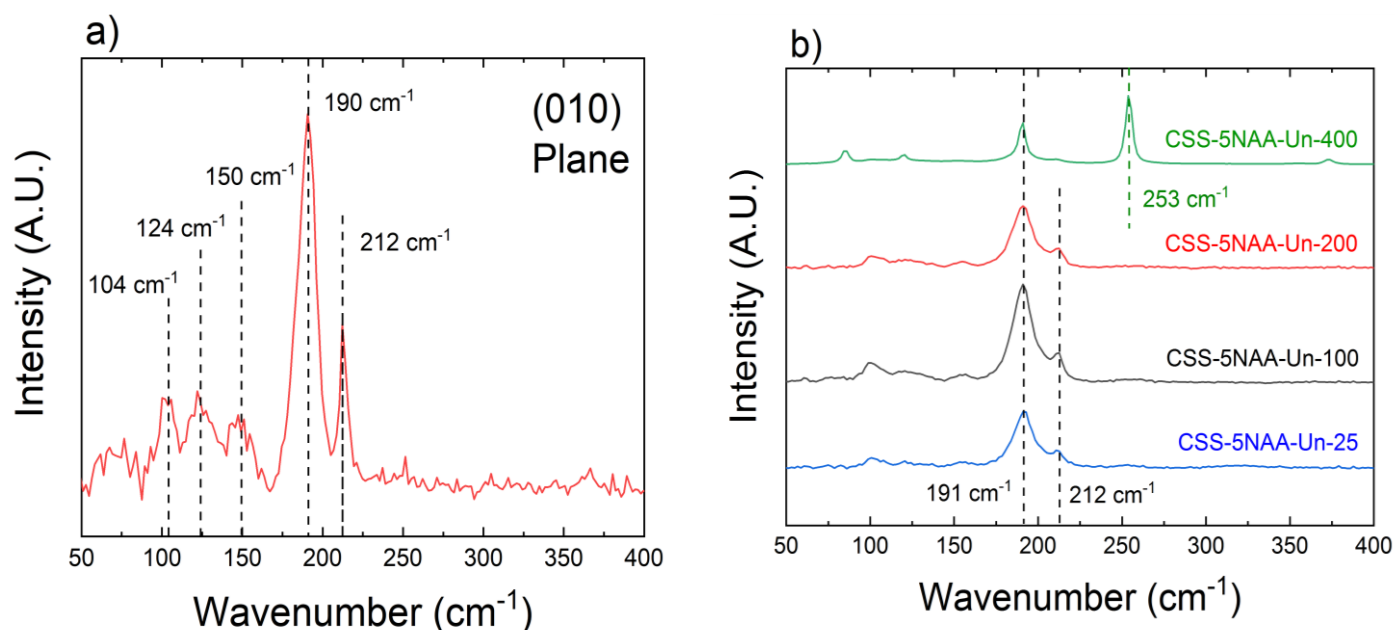 a)
(010)
Plane
190 cm⁻¹
150 cm⁻¹
124 cm⁻¹
212 cm⁻¹
104 cm⁻¹
Intensity (A.U.)
50 100 150 200 250 300 350 400
Wavenumber (cm⁻¹)
b)
CSS-5NAA-Un-400
253 cm⁻¹
CSS-5NAA-Un-200
CSS-5NAA-Un-100
CSS-5NAA-Un-25
191 cm⁻¹ 212 cm⁻¹
Intensity (A.U.)
50 100 150 200 250 300 350 400
Wavenumber (cm⁻¹)